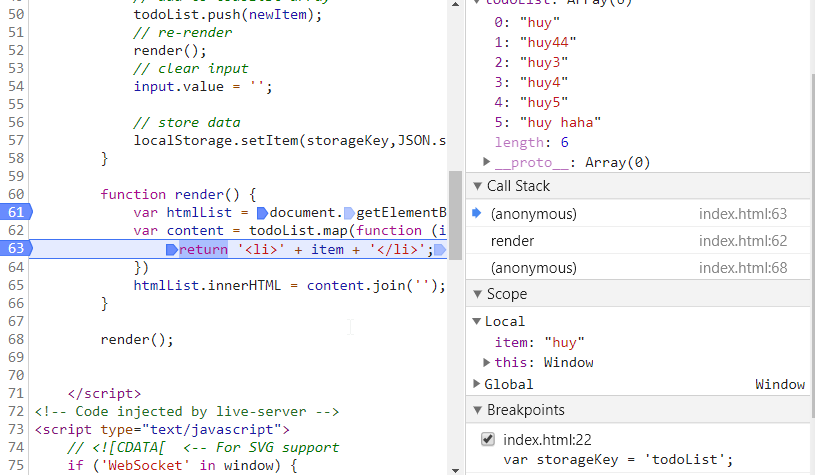 49 // add to todoList array
50 todoList.push(newItem);
51 // re-render
52 render();
53 // clear input
54 input.value = '';
55
56 // store data
57 localStorage.setItem(storageKey,JSON.s
58 }
59
60 function render() {
61 var htmlList = document.getElementB
62 var content = todoList.map(function (i
63 return '<li>' + item + '</li>';
64 })
65 htmlList.innerHTML = content.join('');
66 }
67
68 render();
69
70
71 </script>
72 <!-- Code injected by live-server -->
73 <script type="text/javascript">
74 // <![CDATA[ <-- For SVG support
75 if ('WebSocket' in window) {
todoList: Array(6)
0: "huy"
1: "huy44"
2: "huy3"
3: "huy4"
4: "huy5"
5: "huy haha"
length: 6
__proto__: Array(0)
Call Stack
(anonymous) index.html:63
render index.html:62
(anonymous) index.html:68
Scope
Local
item: "huy"
this: Window
Global Window
Breakpoints
index.html:22
var storageKey = 'todoList';